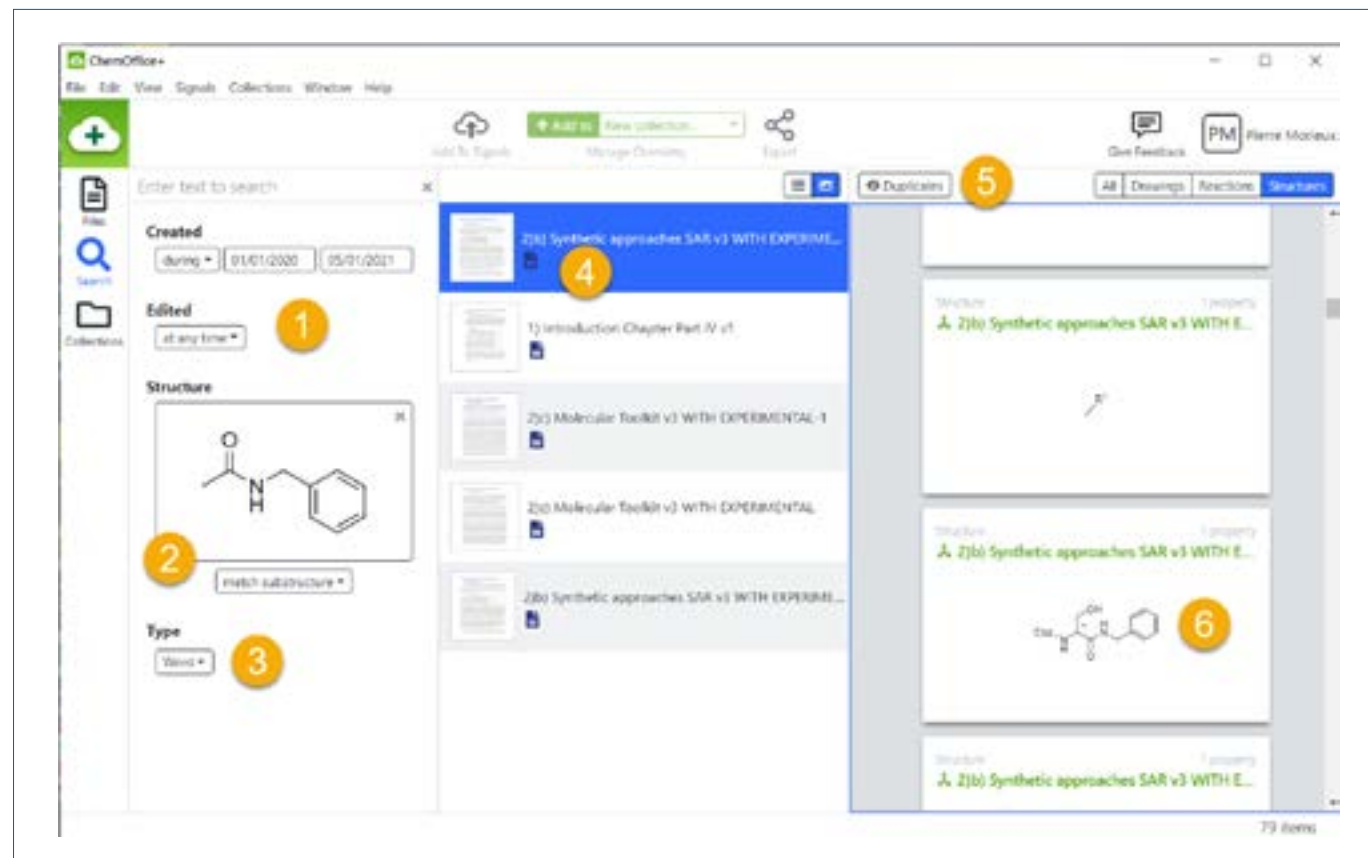 ChemOffice+
File Edit View Signals Collections Window Help
Add To Signals
Add to New collection...
Manage Chemistry
Export
Give Feedback
PM Pierre Morieux
Files
Search
Collections
Enter text to search
Created
during 01/01/2020 05/01/2021
Edited
at any time
1
Structure
O
N
H
2
match substructure
Type
3
2)b) Synthetic approaches SAR v3 WITH EXPERIME...
4
1) Introduction Chapter Part IV v1
2)c) Molecular Toolkit v3 WITH EXPERIMENTAL-1
2)c) Molecular Toolkit v3 WITH EXPERIMENTAL
2)b) Synthetic approaches SAR v3 WITH EXPERIME...
Duplicates
5
All Drawings Reactions Structures
Structure 1 property
2)b) Synthetic approaches SAR v3 WITH E...
Structure 1 property
2)b) Synthetic approaches SAR v3 WITH E...
OH
O
6
Structure 1 property
2)b) Synthetic approaches SAR v3 WITH E...
79 items